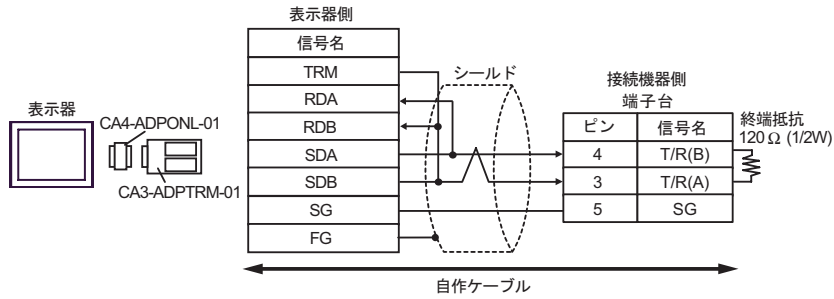 表示器側
信号名
TRM
RDA
RDB
SDA
SDB
SG
FG
シールド
表示器
CA4-ADPONL-01
CA3-ADPTRM-01
接続機器側
端子台
ピン 信号名
4 T/R(B)
3 T/R(A)
5 SG
終端抵抗
120Ω (1/2W)
自作ケーブル